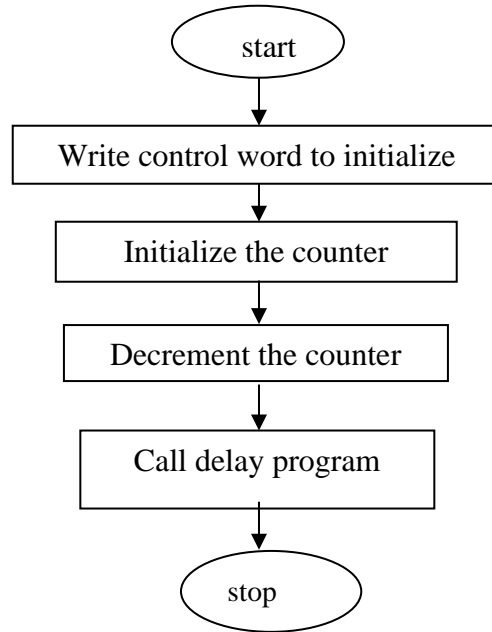 start
Write control word to initialize
Initialize the counter
Decrement the counter
Call delay program
stop